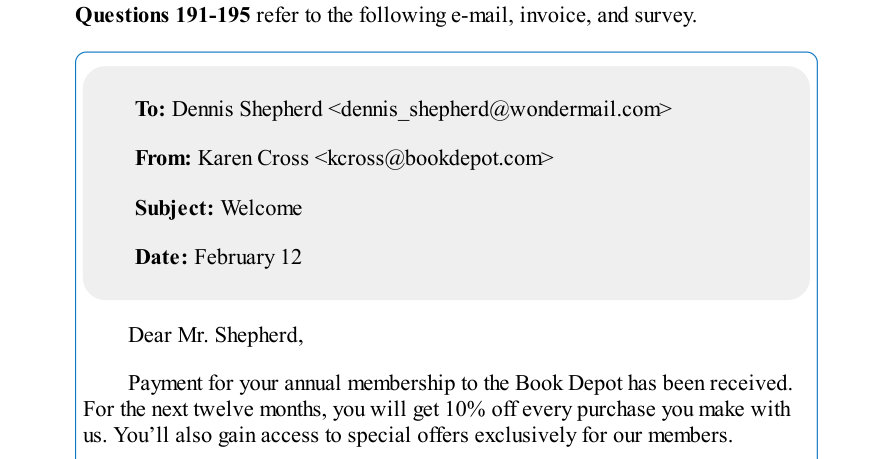 Questions 191-195 refer to the following e-mail, invoice, and survey.
To: Dennis Shepherd <dennis_shepherd@wondermail.com>
From: Karen Cross <kcross@bookdepot.com>
Subject: Welcome
Date: February 12
Dear Mr. Shepherd,
Payment for your annual membership to the Book Depot has been received.
For the next twelve months, you will get 10% off every purchase you make with
us. You’ll also gain access to special offers exclusively for our members.